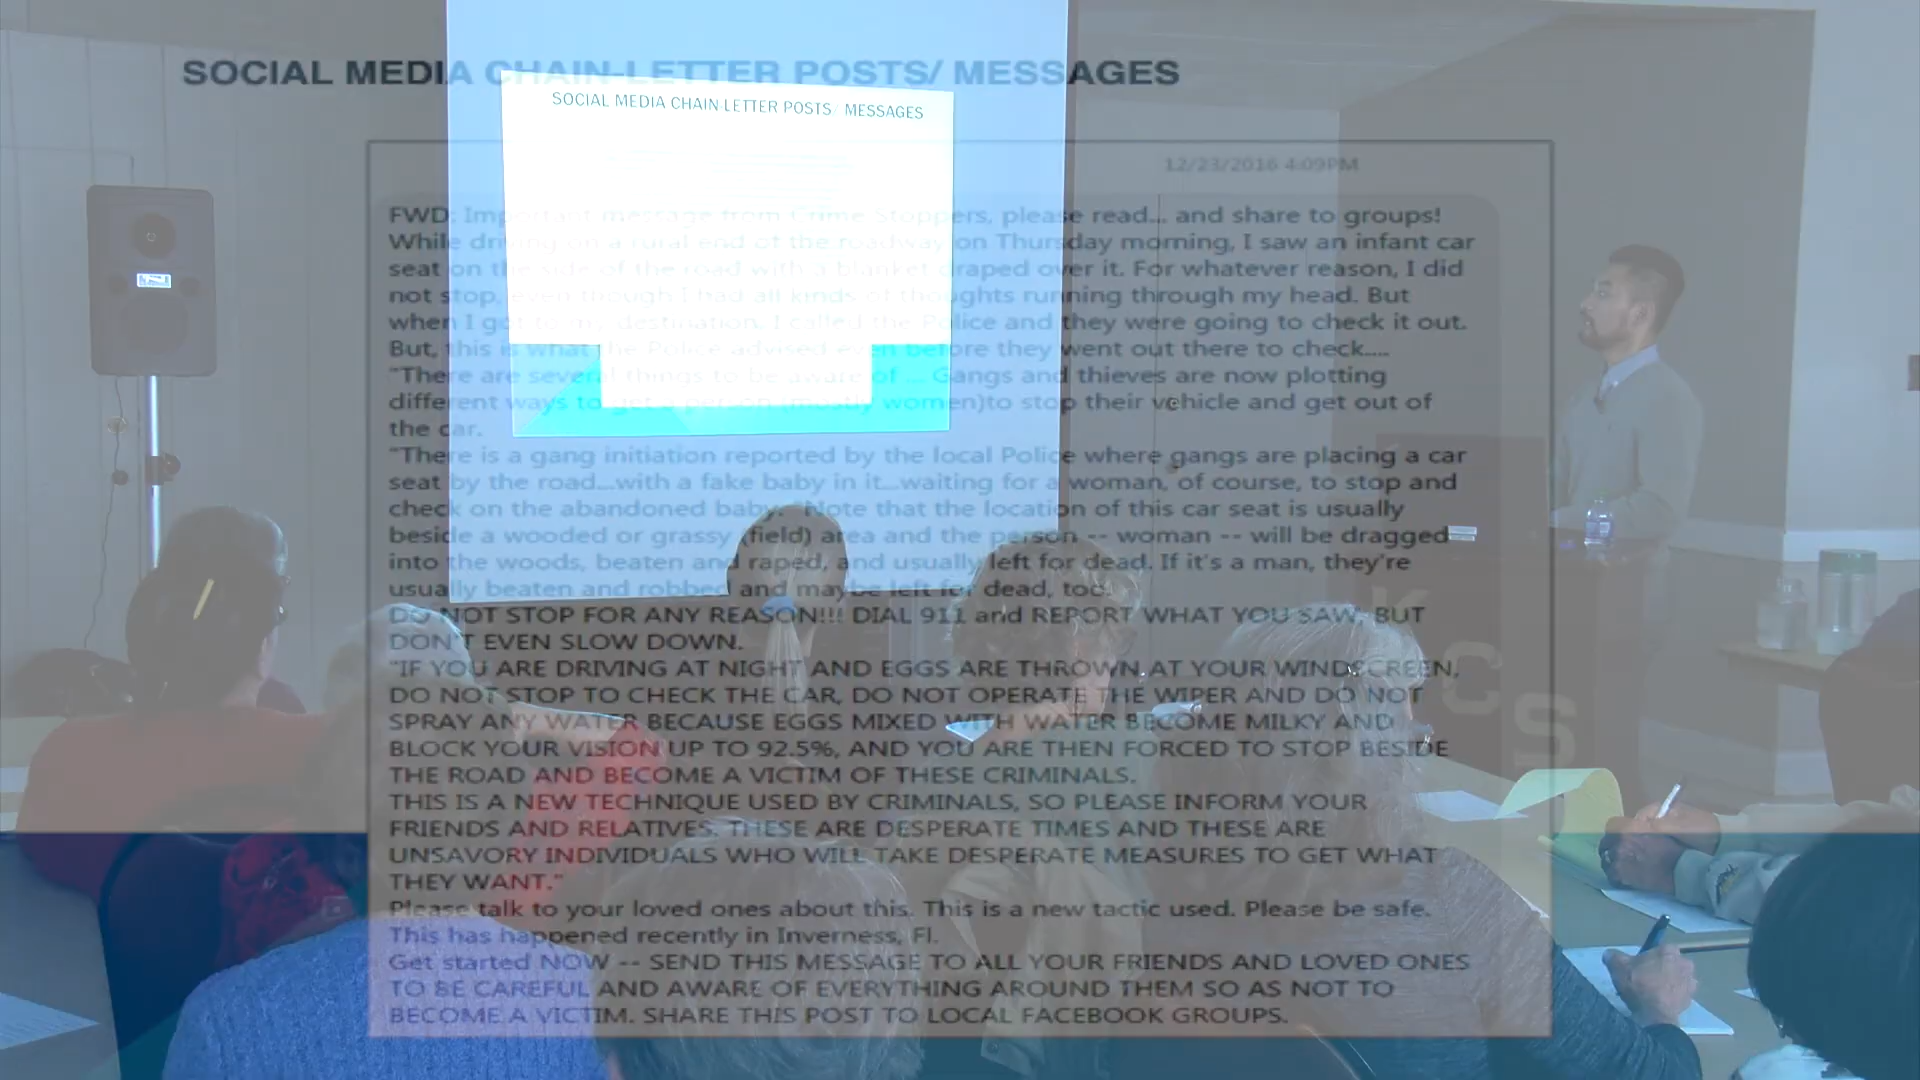 SOCIAL MEDIA CHAIN-LETTER POSTS/ MESSAGES
SOCIAL MEDIA CHAIN-LETTER POSTS/ MESSAGES
12/23/2016 4:09PM
FWD: Important message from Crime Stoppers, please read... and share to groups!
While driving on a rural end of the roadway on Thursday morning, I saw an infant car
seat on the side of the road with a blanket draped over it. For whatever reason, I did
not stop, even though I had all kinds of thoughts running through my head. But
when I got to my destination, I called the Police and they were going to check it out.
But, this is what the Police advised even before they went out there to check....
"There are several things to be aware of ... Gangs and thieves are now plotting
different ways to get a person (mostly women)to stop their vehicle and get out of
the car.
"There is a gang initiation reported by the local Police where gangs are placing a car
seat by the road...with a fake baby in it...waiting for a woman, of course, to stop and
check on the abandoned baby. "Note that the location of this car seat is usually
beside a wooded or grassy (field) area and the person -- woman -- will be dragged
into the woods, beaten and raped, and usually left for dead. If it's a man, they're
usually beaten and robbed and maybe left for dead, too.
DO NOT STOP FOR ANY REASON!!! DIAL 911 and REPORT WHAT YOU SAW, BUT
DON'T EVEN SLOW DOWN.
"IF YOU ARE DRIVING AT NIGHT AND EGGS ARE THROWN AT YOUR WINDSCREEN,
DO NOT STOP TO CHECK THE CAR, DO NOT OPERATE THE WIPER AND DO NOT
SPRAY ANY WATER BECAUSE EGGS MIXED WITH WATER BECOME MILKY AND
BLOCK YOUR VISION UP TO 92.5%, AND YOU ARE THEN FORCED TO STOP BESIDE
THE ROAD AND BECOME A VICTIM OF THESE CRIMINALS.
THIS IS A NEW TECHNIQUE USED BY CRIMINALS, SO PLEASE INFORM YOUR
FRIENDS AND RELATIVES. THESE ARE DESPERATE TIMES AND THESE ARE
UNSAVORY INDIVIDUALS WHO WILL TAKE DESPERATE MEASURES TO GET WHAT
THEY WANT."
Please talk to your loved ones about this. This is a new tactic used. Please be safe.
This has happened recently in Inverness, Fl.
Get started NOW -- SEND THIS MESSAGE TO ALL YOUR FRIENDS AND LOVED ONES
TO BE CAREFUL AND AWARE OF EVERYTHING AROUND THEM SO AS NOT TO
BECOME A VICTIM. SHARE THIS POST TO LOCAL FACEBOOK GROUPS.
K
C
S